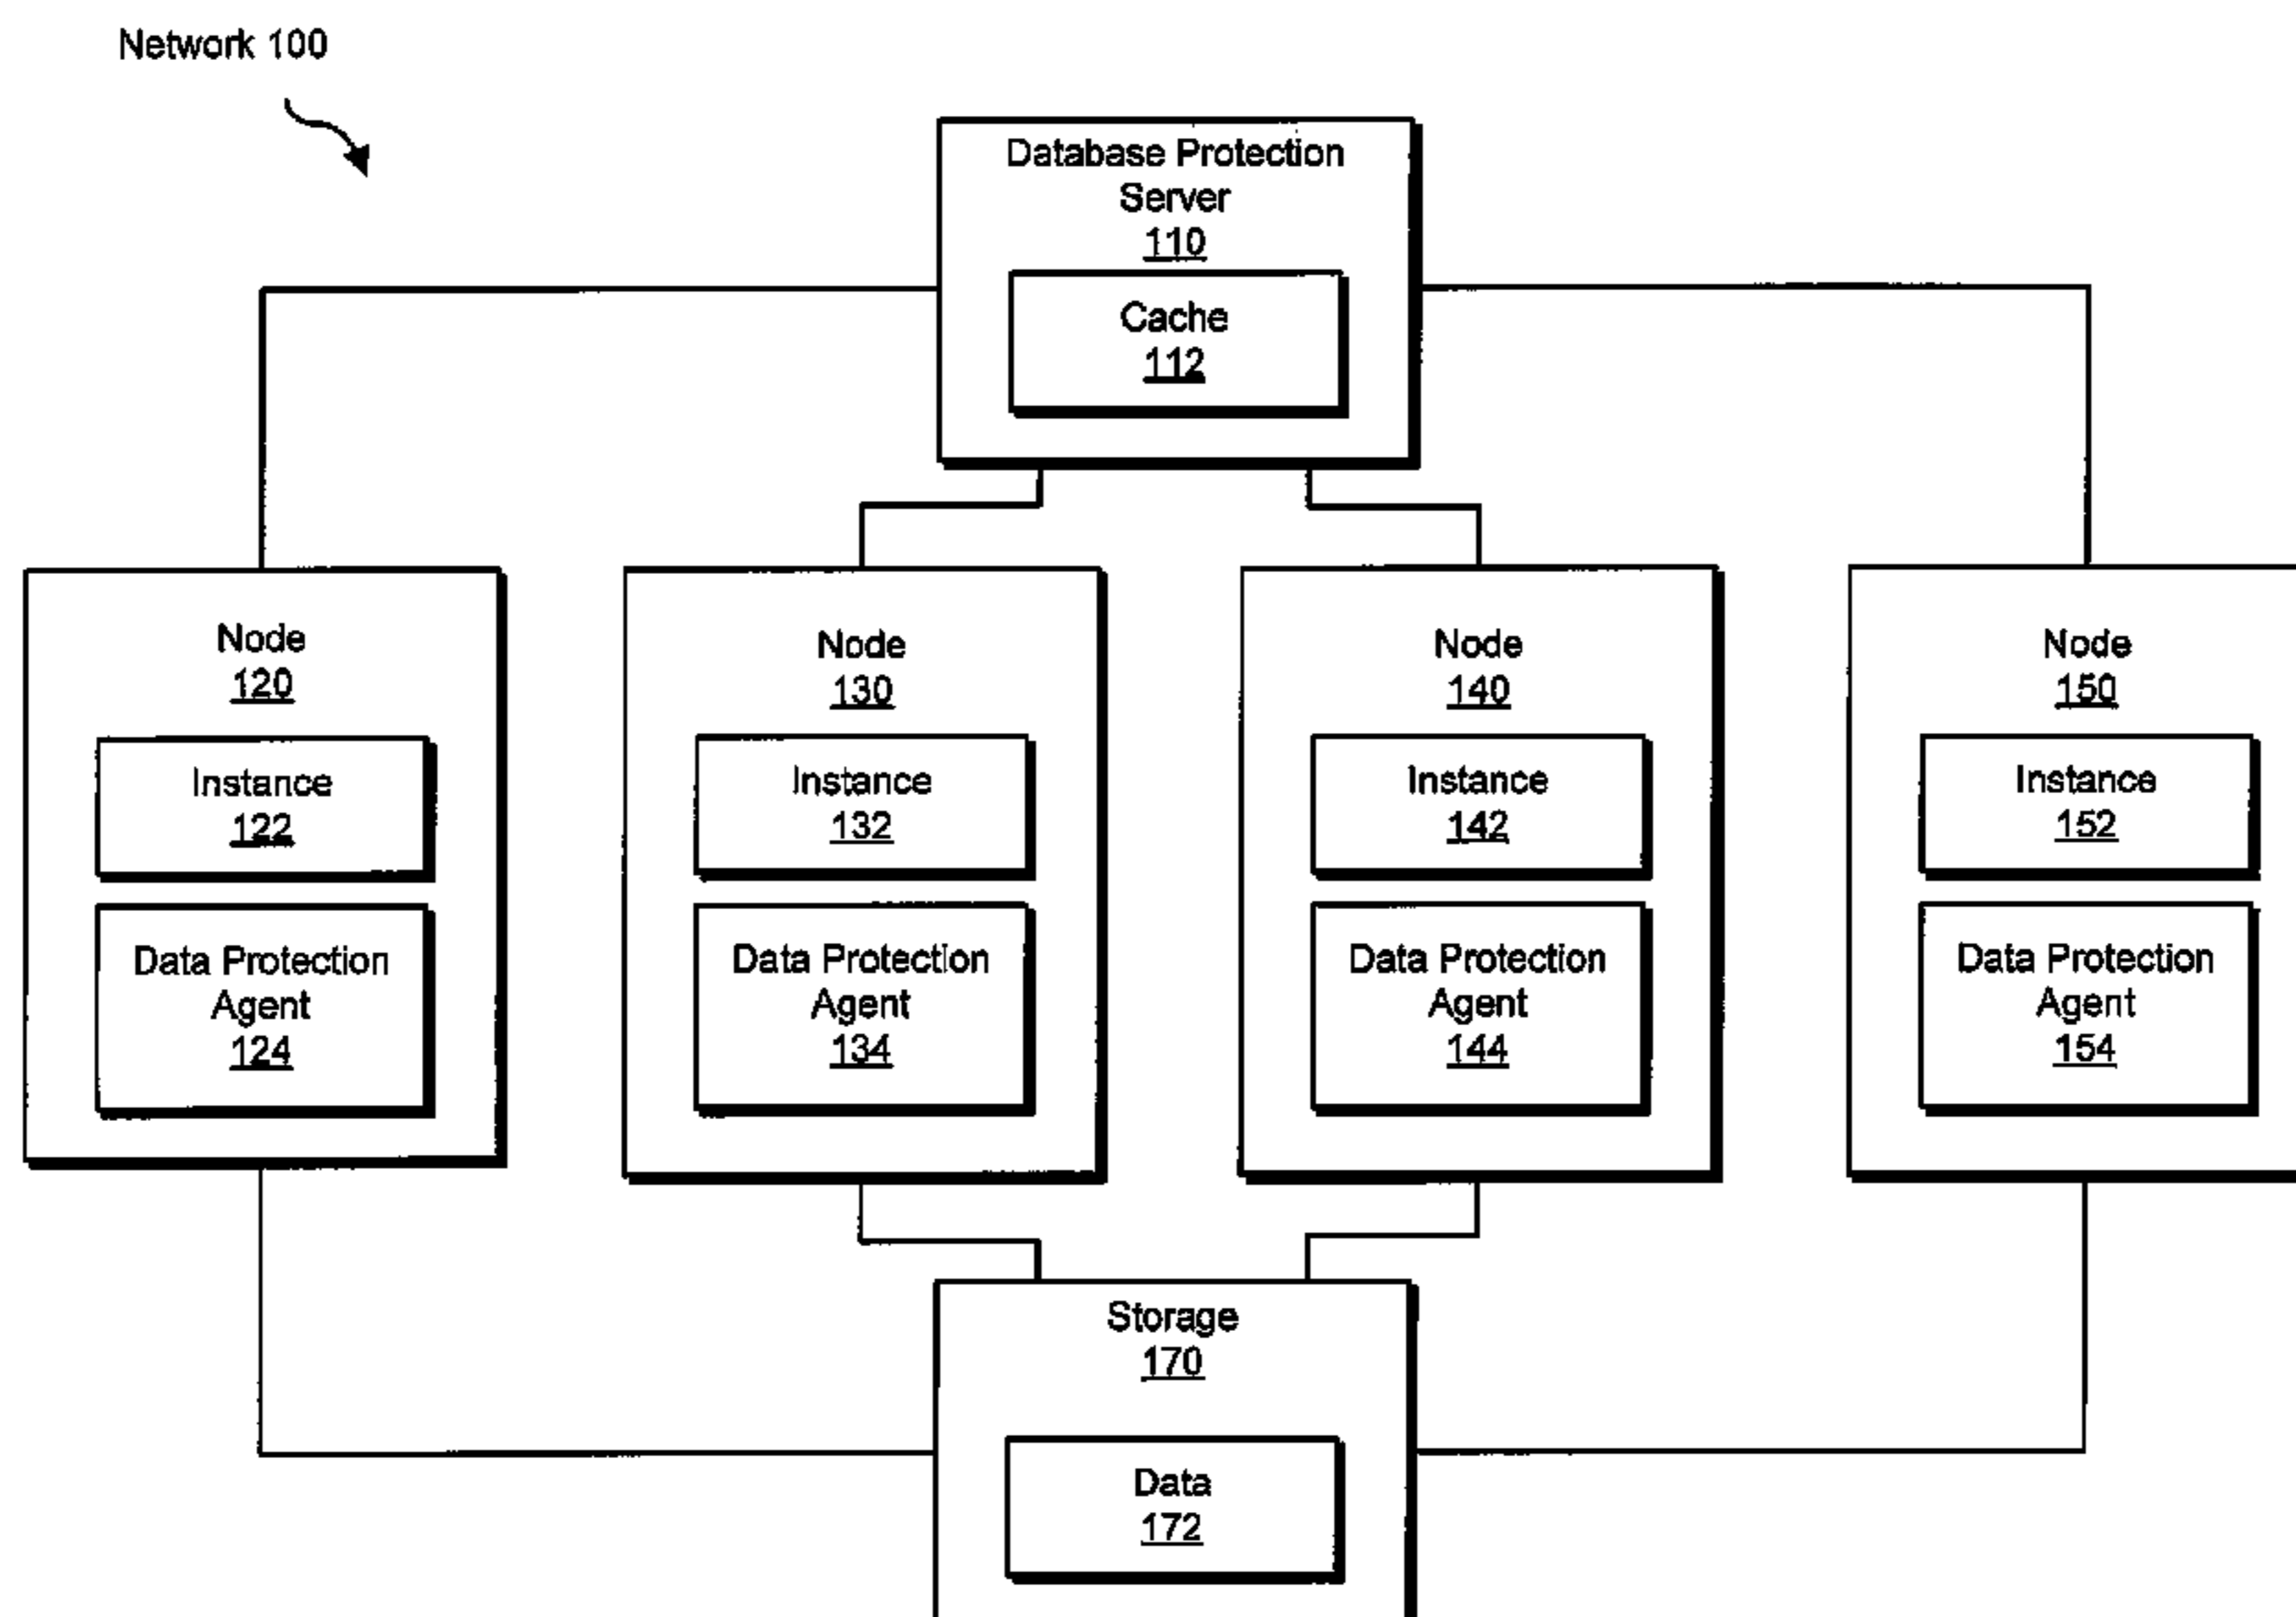 Network 100
Database Protection
Server
110
Cache
112
Node
120
Instance
122
Data Protection
Agent
124
Node
130
Instance
132
Data Protection
Agent
134
Node
140
Instance
142
Data Protection
Agent
144
Node
150
Instance
152
Data Protection
Agent
154
Storage
170
Data
172